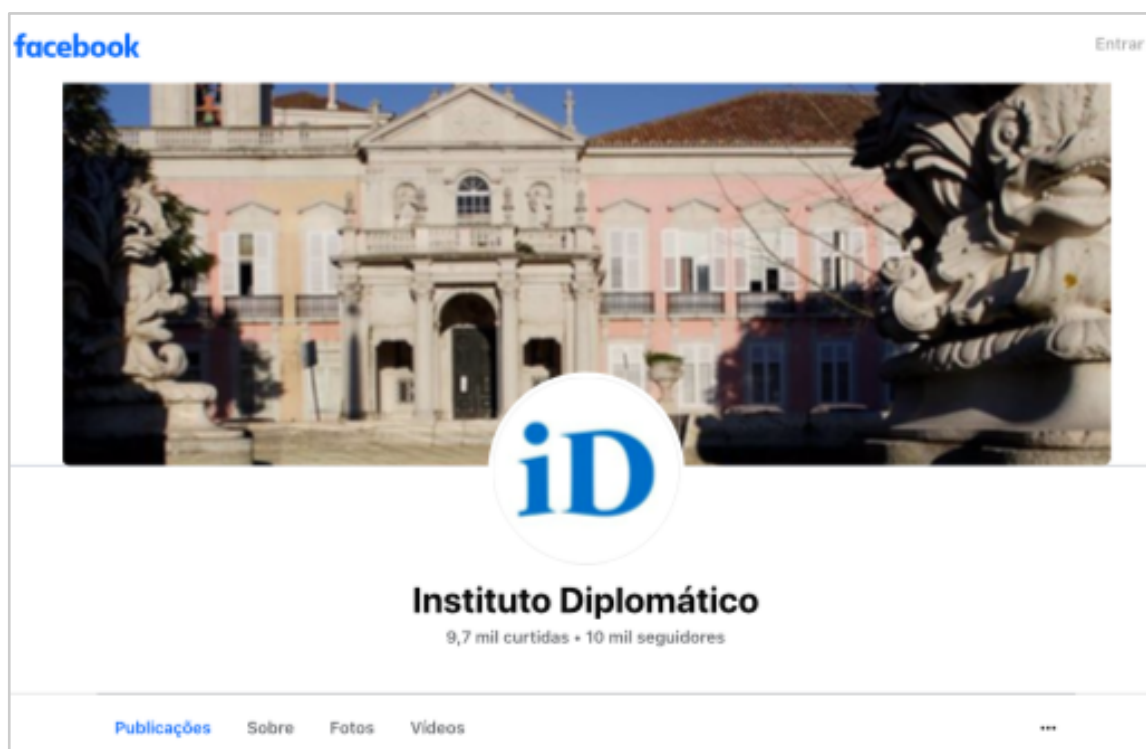 facebook
Entrar
iD
Instituto Diplomático
9,7 mil curtidas • 10 mil seguidores
Publicações Sobre Fotos Vídeos ...